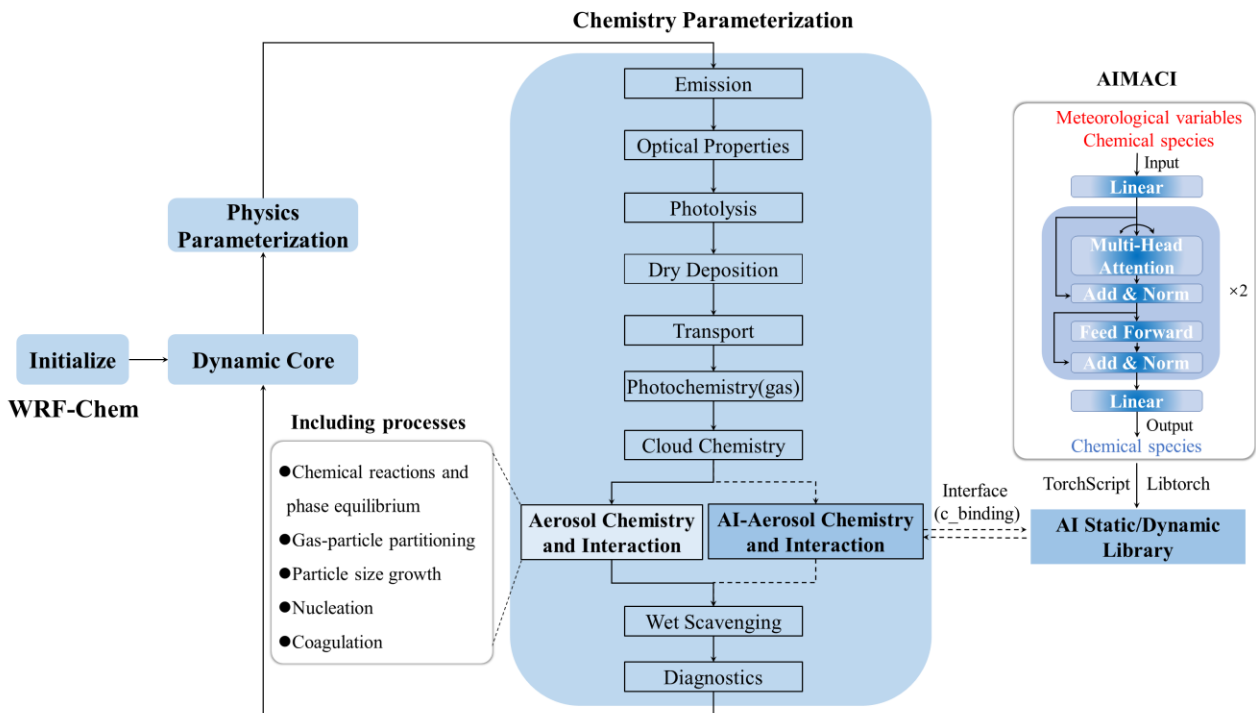 Chemistry Parameterization
Emission
Optical Properties
Photolysis
Dry Deposition
Transport
Photochemistry(gas)
Cloud Chemistry
Aerosol Chemistry
and Interaction
AI-Aerosol Chemistry
and Interaction
Wet Scavenging
Diagnostics
Physics
Parameterization
Initialize
Dynamic Core
WRF-Chem
Including processes
●Chemical reactions and
phase equilibrium
●Gas-particle partitioning
●Particle size growth
●Nucleation
●Coagulation
AIMACI
Meteorological variables
Chemical species
Input
Linear
Multi-Head
Attention
Add & Norm
×2
Feed Forward
Add & Norm
Linear
Output
Chemical species
TorchScript
Libtorch
Interface
(c_binding)
AI Static/Dynamic
Library